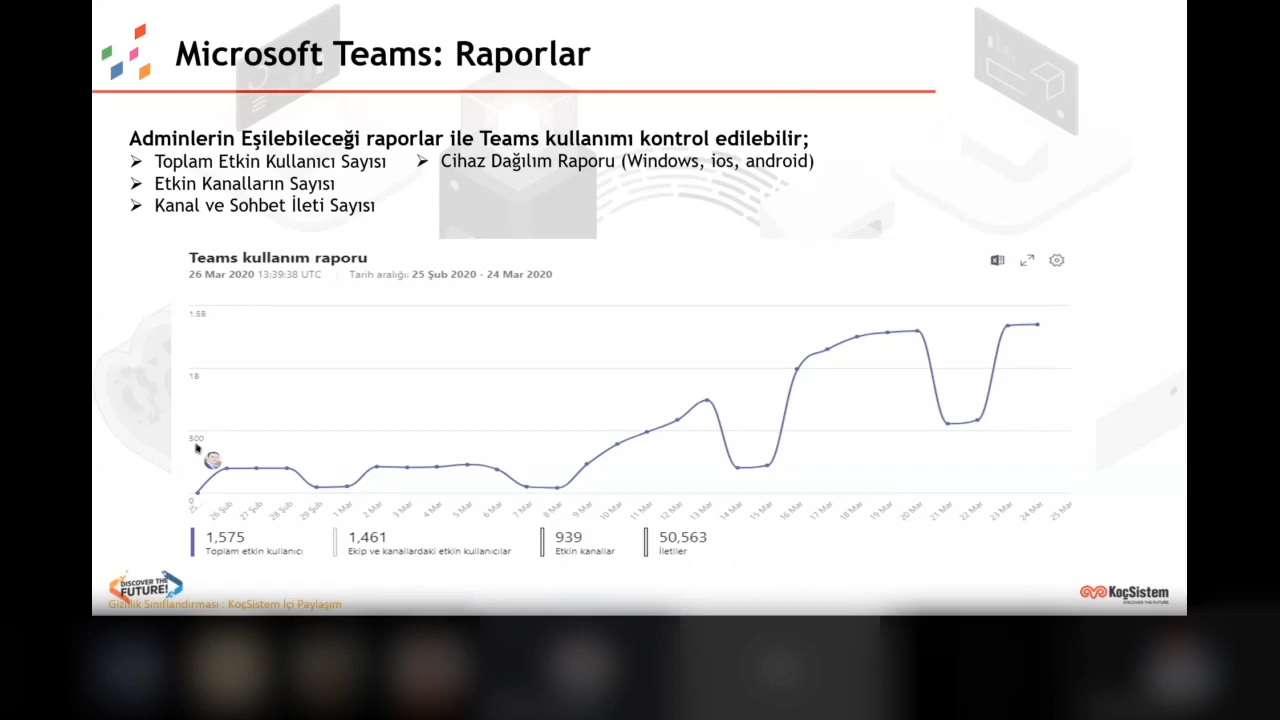 Microsoft Teams: Raporlar
Adminlerin Eşilebileceği raporlar ile Teams kullanımı kontrol edilebilir;
Toplam Etkin Kullanıcı Sayısı
Cihaz Dağılım Raporu (Windows, ios, android)
Etkin Kanalların Sayısı
Kanal ve Sohbet İleti Sayısı
Teams kullanım raporu
26 Mar 2020 13:39:38 UTC
Tarih aralığı: 25 Şub 2020 - 24 Mar 2020
1.5B
1B
500
0
25... 26 Şub 27 Şub 28 Şub 29 Şub 1 Mar 2 Mar 3 Mar 4 Mar 5 Mar 6 Mar 7 Mar 8 Mar 9 Mar 10 Mar 11 Mar 12 Mar 13 Mar 14 Mar 15 Mar 16 Mar 17 Mar 18 Mar 19 Mar 20 Mar 21 Mar 22 Mar 23 Mar 24 Mar 25 Mar
1,575 1,461 939 50,563
Toplam etkin kullanıcı Ekip ve kanallardaki etkin kullanıcılar Etkin kanallar İletiler
DISCOVER THE
FUTURE!
Gizlilik Sınıflandırması : KoçSistem İçi Paylaşım
KoçSistem
DISCOVER THE FUTURE